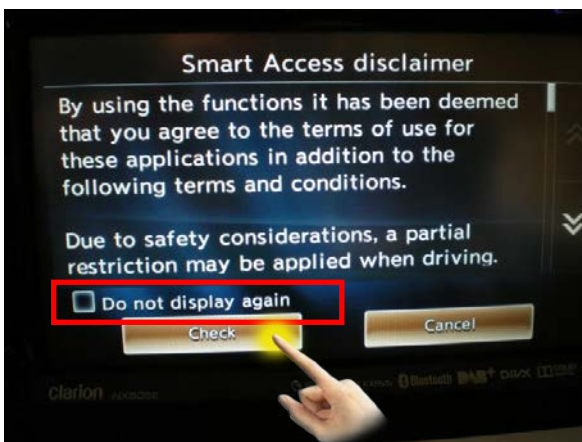 Smart Access disclaimer
By using the functions it has been deemed
that you agree to the terms of use for
these applications in addition to the
following terms and conditions.
Due to safety considerations, a partial
restriction may be applied when driving.
Do not display again
Check
Cancel
Clarion
Bluetooth DAB+ DivX